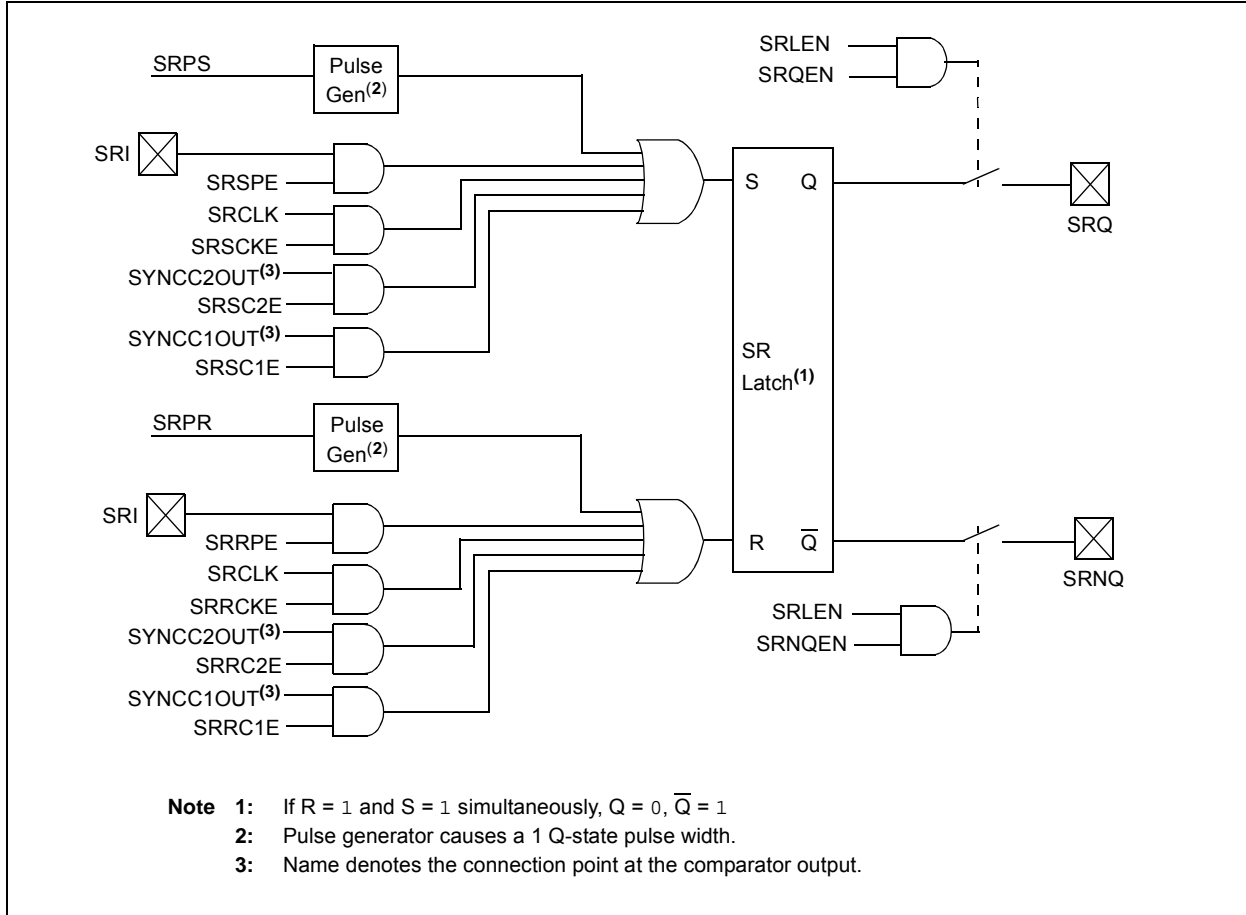 SRPS
Pulse
Gen(2)
SRLEN
SRQEN
SRI
SRSPE
SRCLK
SRSCKE
SYNCC2OUT(3)
SRSC2E
SYNCC1OUT(3)
SRSC1E
S Q
SRQ
SR
Latch(1)
SRPR
Pulse
Gen(2)
SRI
SRRPE
SRCLK
SRRCKE
SYNCC2OUT(3)
SRRC2E
SYNCC1OUT(3)
SRRC1E
R Q̅
SRNQ
SRLEN
SRNQEN
Note 1: If R = 1 and S = 1 simultaneously, Q = 0, Q̅ = 1
2: Pulse generator causes a 1 Q-state pulse width.
3: Name denotes the connection point at the comparator output.